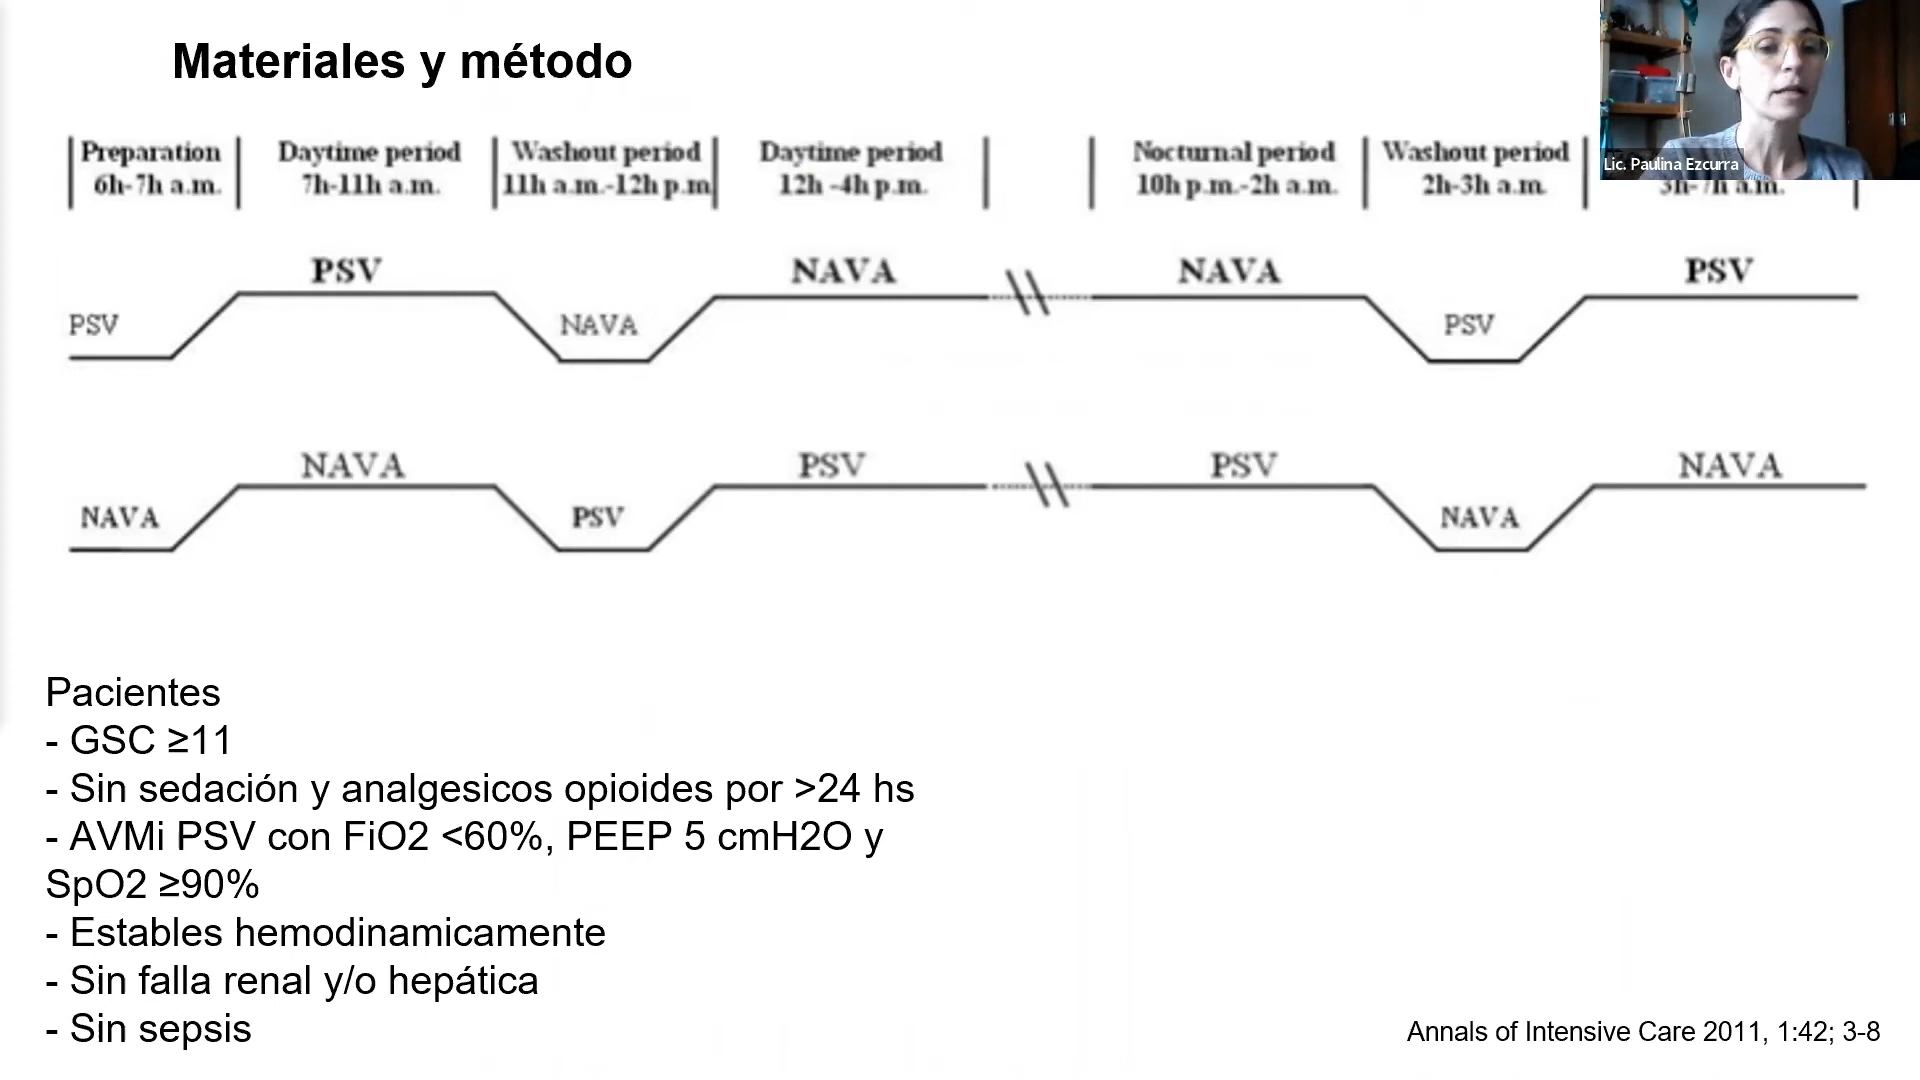 Materiales y método
Lic. Paulina Ezcurra
Preparation Daytime period Washout period Daytime period Nocturnal period Washout period
6h-7h a.m. 7h-11h a.m. 11h a.m.-12h p.m 12h -4h p.m. 10h p.m.-2h a.m. 2h-3h a.m. 3h-7h a.m.
PSV NAVA NAVA PSV
PSV NAVA PSV
NAVA PSV PSV NAVA
NAVA PSV NAVA
Pacientes
- GSC ≥11
- Sin sedación y analgesicos opioides por >24 hs
- AVMi PSV con FiO2 <60%, PEEP 5 cmH2O y
SpO2 ≥90%
- Estables hemodinamicamente
- Sin falla renal y/o hepática
- Sin sepsis
Annals of Intensive Care 2011, 1:42; 3-8